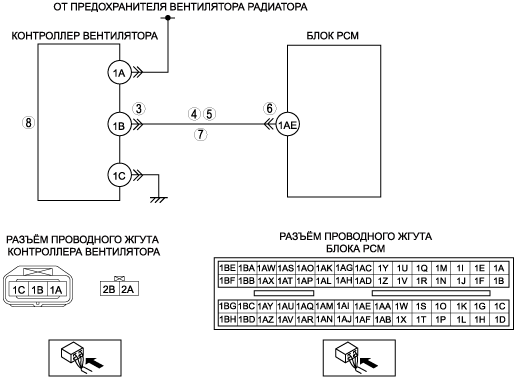 ОТ ПРЕДОХРАНИТЕЛЯ ВЕНТИЛЯТОРА РАДИАТОРА
КОНТРОЛЛЕР ВЕНТИЛЯТОРА
БЛОК PCM
1A
3
4 5
6
8
1B
7
1AE
1C
РАЗЪЁМ ПРОВОДНОГО ЖГУТА
КОНТРОЛЛЕРА ВЕНТИЛЯТОРА
РАЗЪЁМ ПРОВОДНОГО ЖГУТА
БЛОКА PCM
1C 1B 1A
2B 2A
1BE 1BA 1AW 1AS 1AO 1AK 1AG 1AC 1Y 1U 1Q 1M 1I 1E 1A
1BF 1BB 1AX 1AT 1AP 1AL 1AH 1AD 1Z 1V 1R 1N 1J 1F 1B
1BG 1BC 1AY 1AU 1AQ 1AM 1AI 1AE 1AA 1W 1S 1O 1K 1G 1C
1BH 1BD 1AZ 1AV 1AR 1AN 1AJ 1AF 1AB 1X 1T 1P 1L 1H 1D